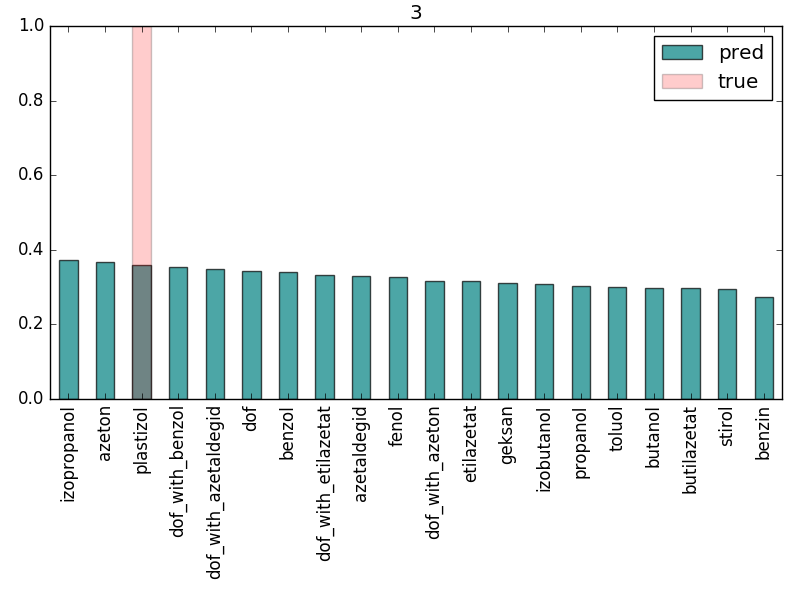 3
1.0
0.8
0.6
0.4
0.2
0.0
pred
true
izopropanol
azeton
plastizol
dof_with_benzol
dof_with_azetaldegid
dof
benzol
dof_with_etilazetat
azetaldegid
fenol
dof_with_azeton
etilazetat
geksan
izobutanol
propanol
toluol
butanol
butilazetat
stirol
benzin